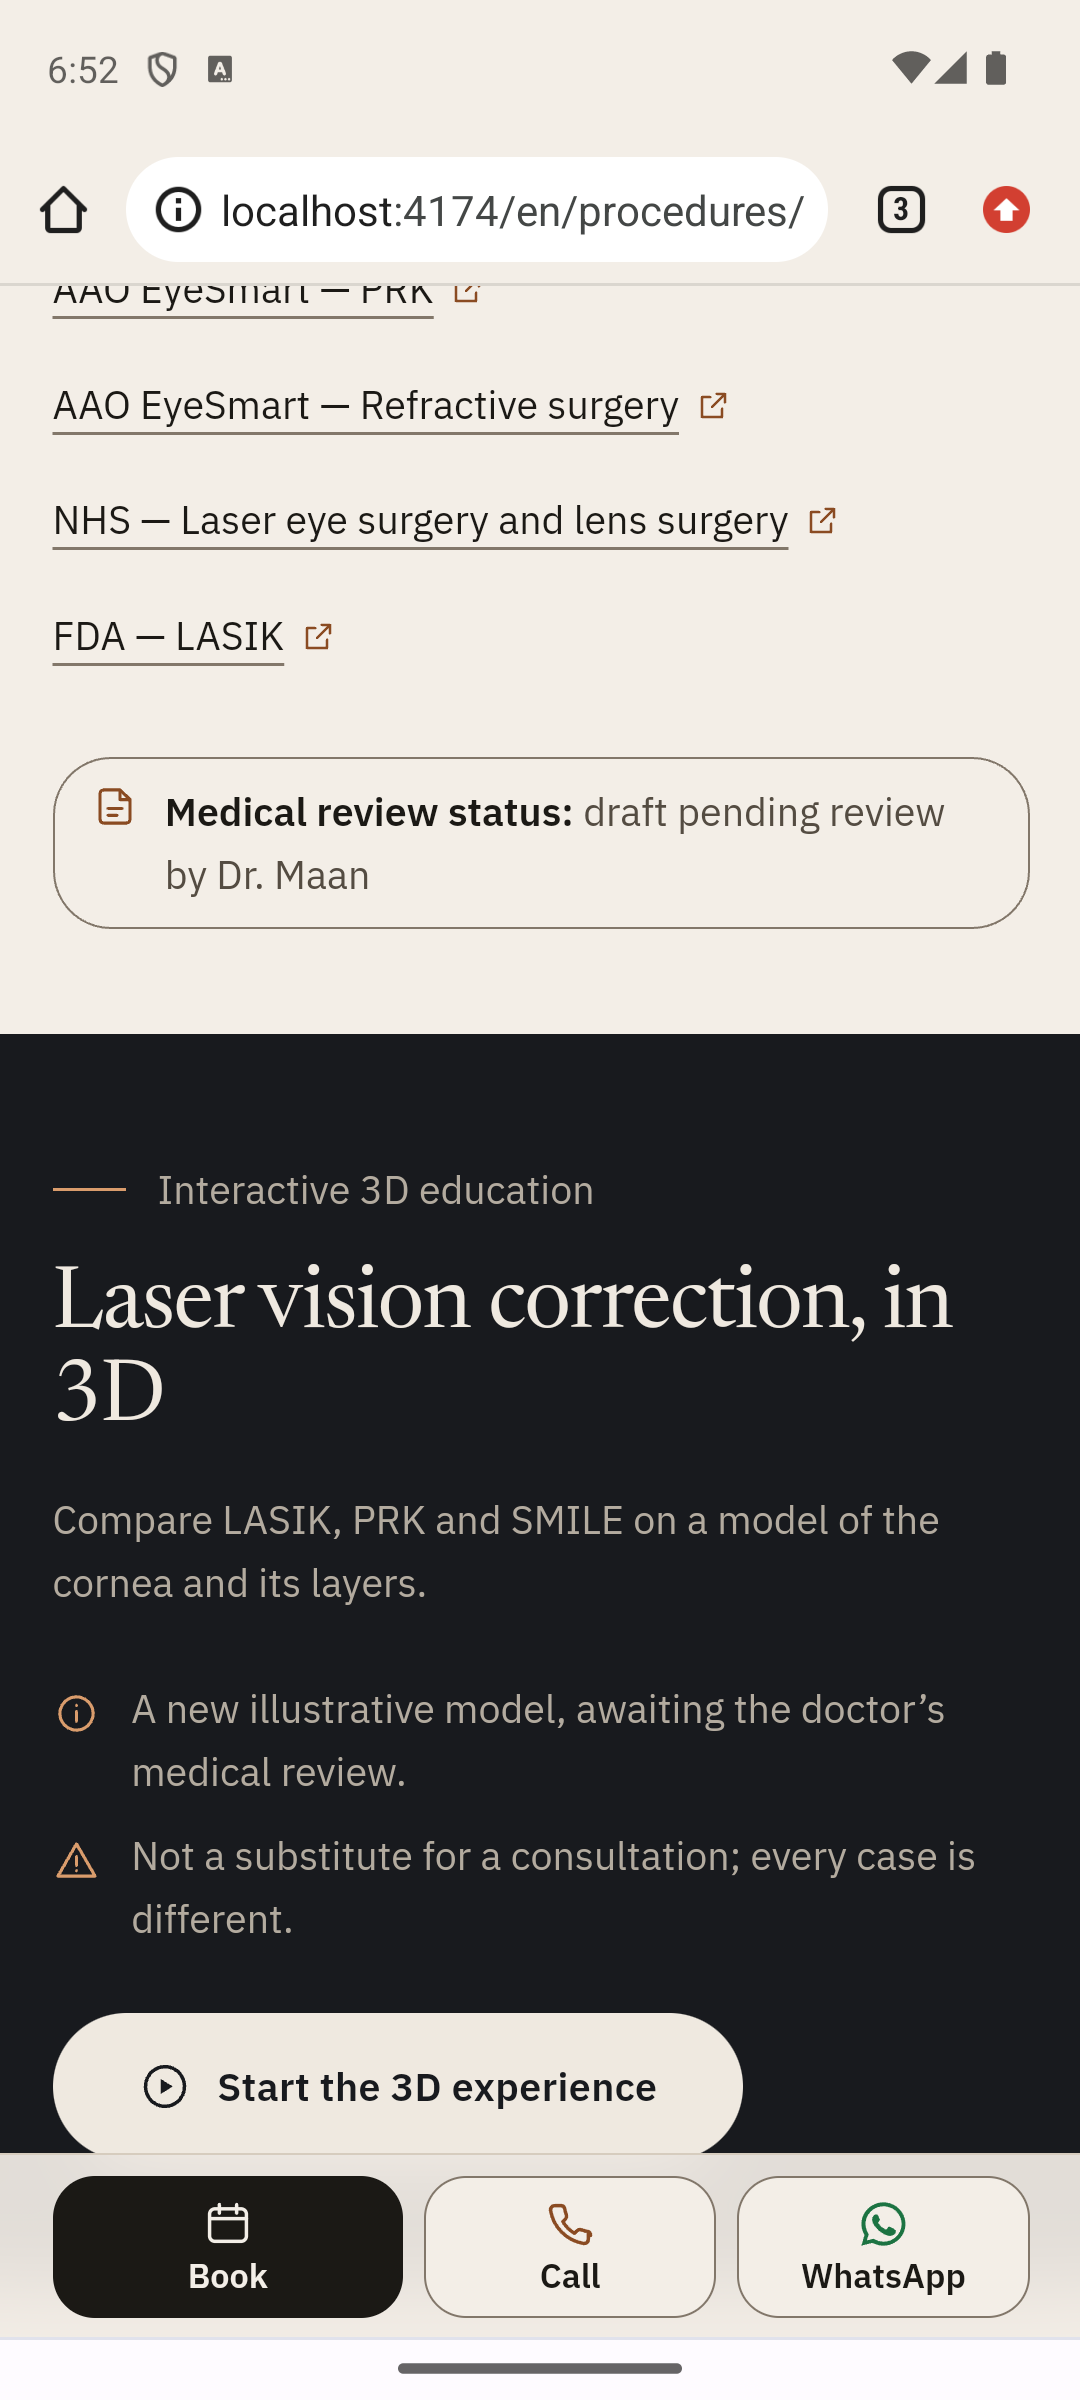 6:52
localhost:4174/en/procedures/
3
AAO EyeSmart — PRK
AAO EyeSmart — Refractive surgery
NHS — Laser eye surgery and lens surgery
FDA — LASIK
Medical review status: draft pending review
by Dr. Maan
Interactive 3D education
Laser vision correction, in
3D
Compare LASIK, PRK and SMILE on a model of the
cornea and its layers.
A new illustrative model, awaiting the doctor’s
medical review.
Not a substitute for a consultation; every case is
different.
Start the 3D experience
Book
Call
WhatsApp